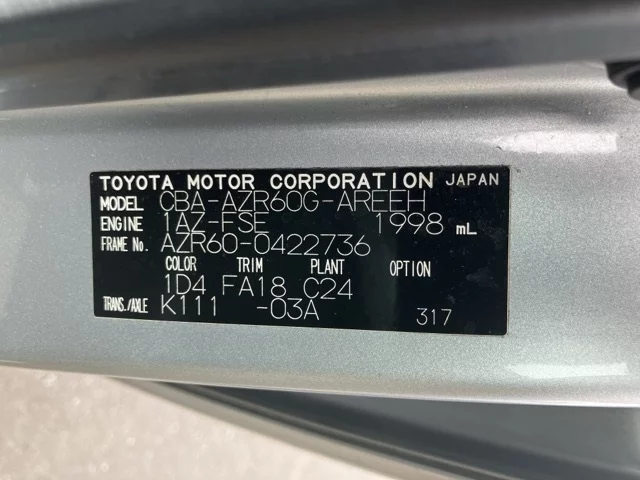 TOYOTA MOTOR CORPORATION JAPAN
MODEL CBA-AZR60G-AREEH
ENGINE 1AZ-FSE 1998 mL
FRAME No. AZR60-0422736
COLOR TRIM PLANT OPTION
1D4 FA18 C24
TRANS./AXLE K111 -03A
317